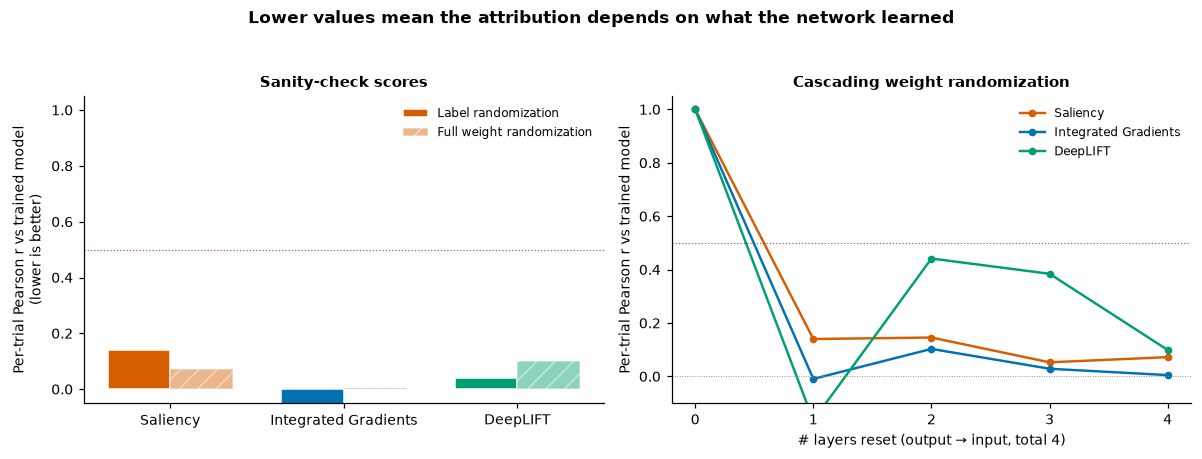 Lower values mean the attribution depends on what the network learned
Sanity-check scores
Per-trial Pearson r vs trained model
(lower is better)
1.0
0.8
0.6
0.4
0.2
0.0
Label randomization
Full weight randomization
Saliency
Integrated Gradients
DeepLIFT
Cascading weight randomization
Per-trial Pearson r vs trained model
1.0
0.8
0.6
0.4
0.2
0.0
Saliency
Integrated Gradients
DeepLIFT
0
1
2
3
4
# layers reset (output → input, total 4)